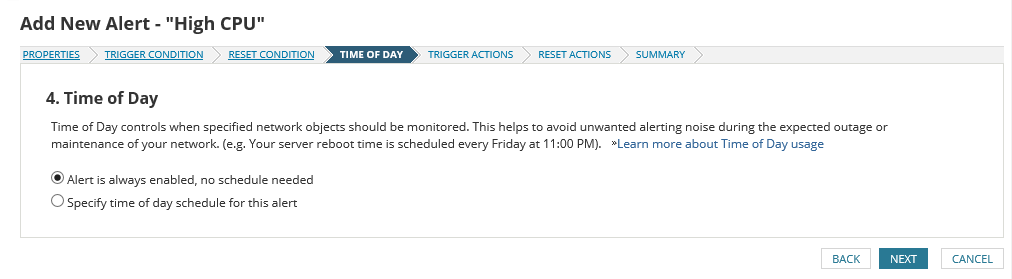 Add New Alert - "High CPU"
PROPERTIES TRIGGER CONDITION RESET CONDITION TIME OF DAY TRIGGER ACTIONS RESET ACTIONS SUMMARY
4. Time of Day
Time of Day controls when specified network objects should be monitored. This helps to avoid unwanted alerting noise during the expected outage or
maintenance of your network. (e.g. Your server reboot time is scheduled every Friday at 11:00 PM). »Learn more about Time of Day usage
Alert is always enabled, no schedule needed
Specify time of day schedule for this alert
BACK NEXT CANCEL